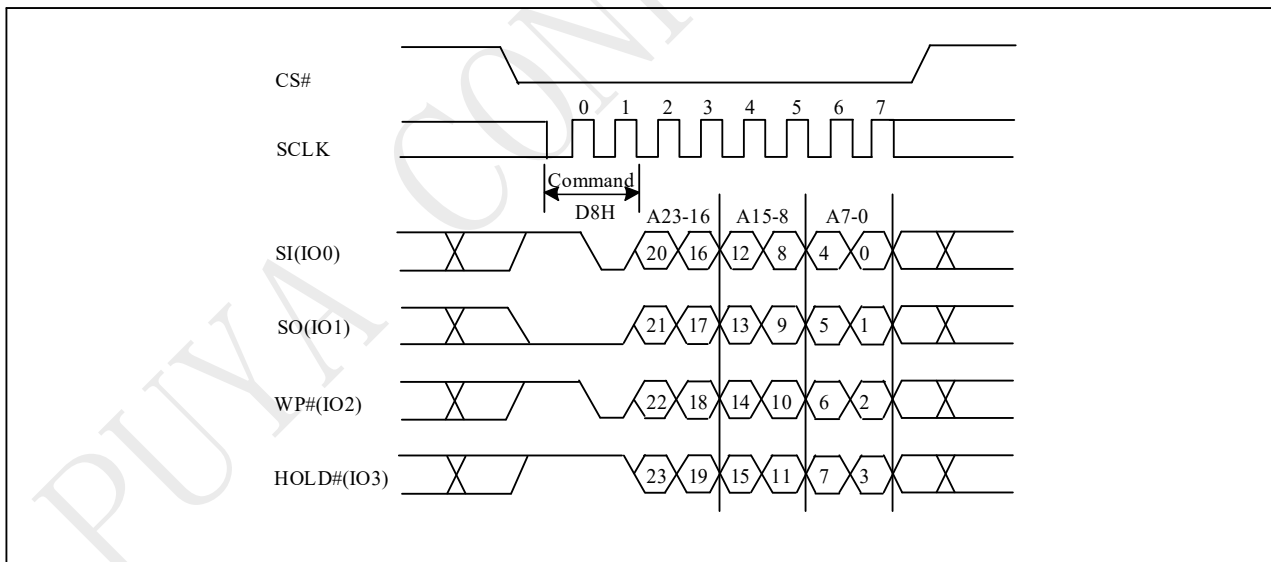 PUYA CONF
CS#
0 1 2 3 4 5 6 7
SCLK
Command
D8H
A23-16 A15-8 A7-0
SI(IO0) 20 16 12 8 4 0
SO(IO1) 21 17 13 9 5 1
WP#(IO2) 22 18 14 10 6 2
HOLD#(IO3) 23 19 15 11 7 3